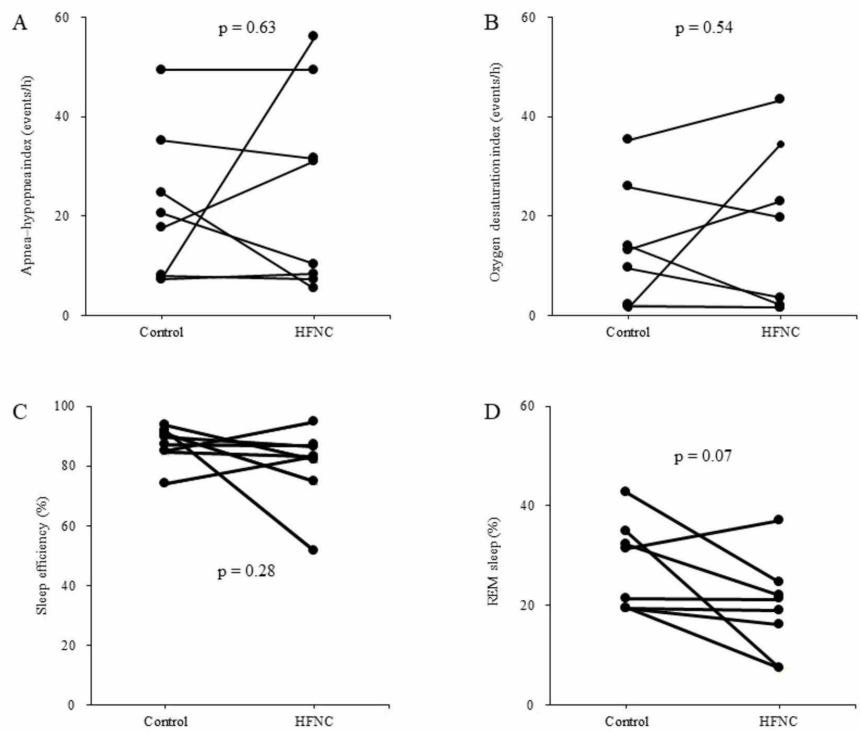 A
p = 0.63
Apnea–hypopnea index (events/h)
60
40
20
0
Control
HFNC
B
p = 0.54
Oxygen desaturation index (events/h)
60
40
20
0
Control
HFNC
C
p = 0.28
Sleep efficiency (%)
100
80
60
40
20
0
Control
HFNC
D
p = 0.07
REM sleep (%)
60
40
20
0
Control
HFNC